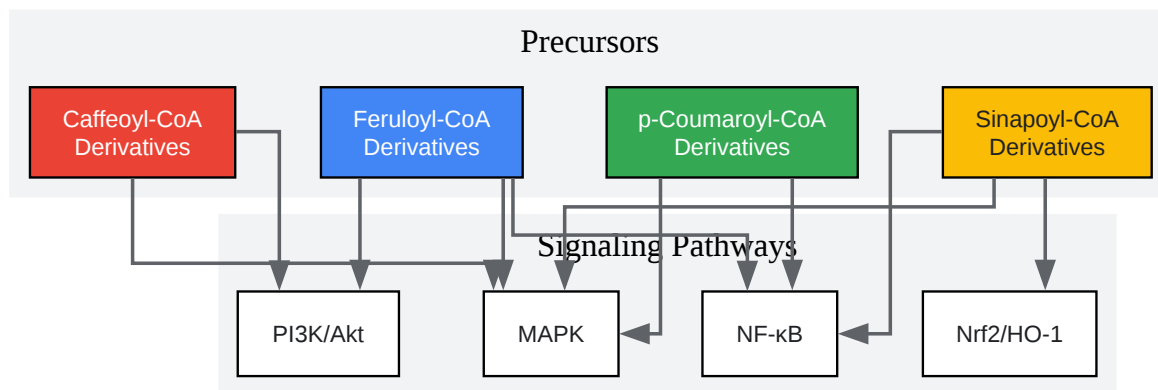 Precursors
Caffeoyl-CoA
Derivatives
Feruloyl-CoA
Derivatives
p-Coumaroyl-CoA
Derivatives
Sinapoyl-CoA
Derivatives
Signaling Pathways
PI3K/Akt
MAPK
NF-κB
Nrf2/HO-1